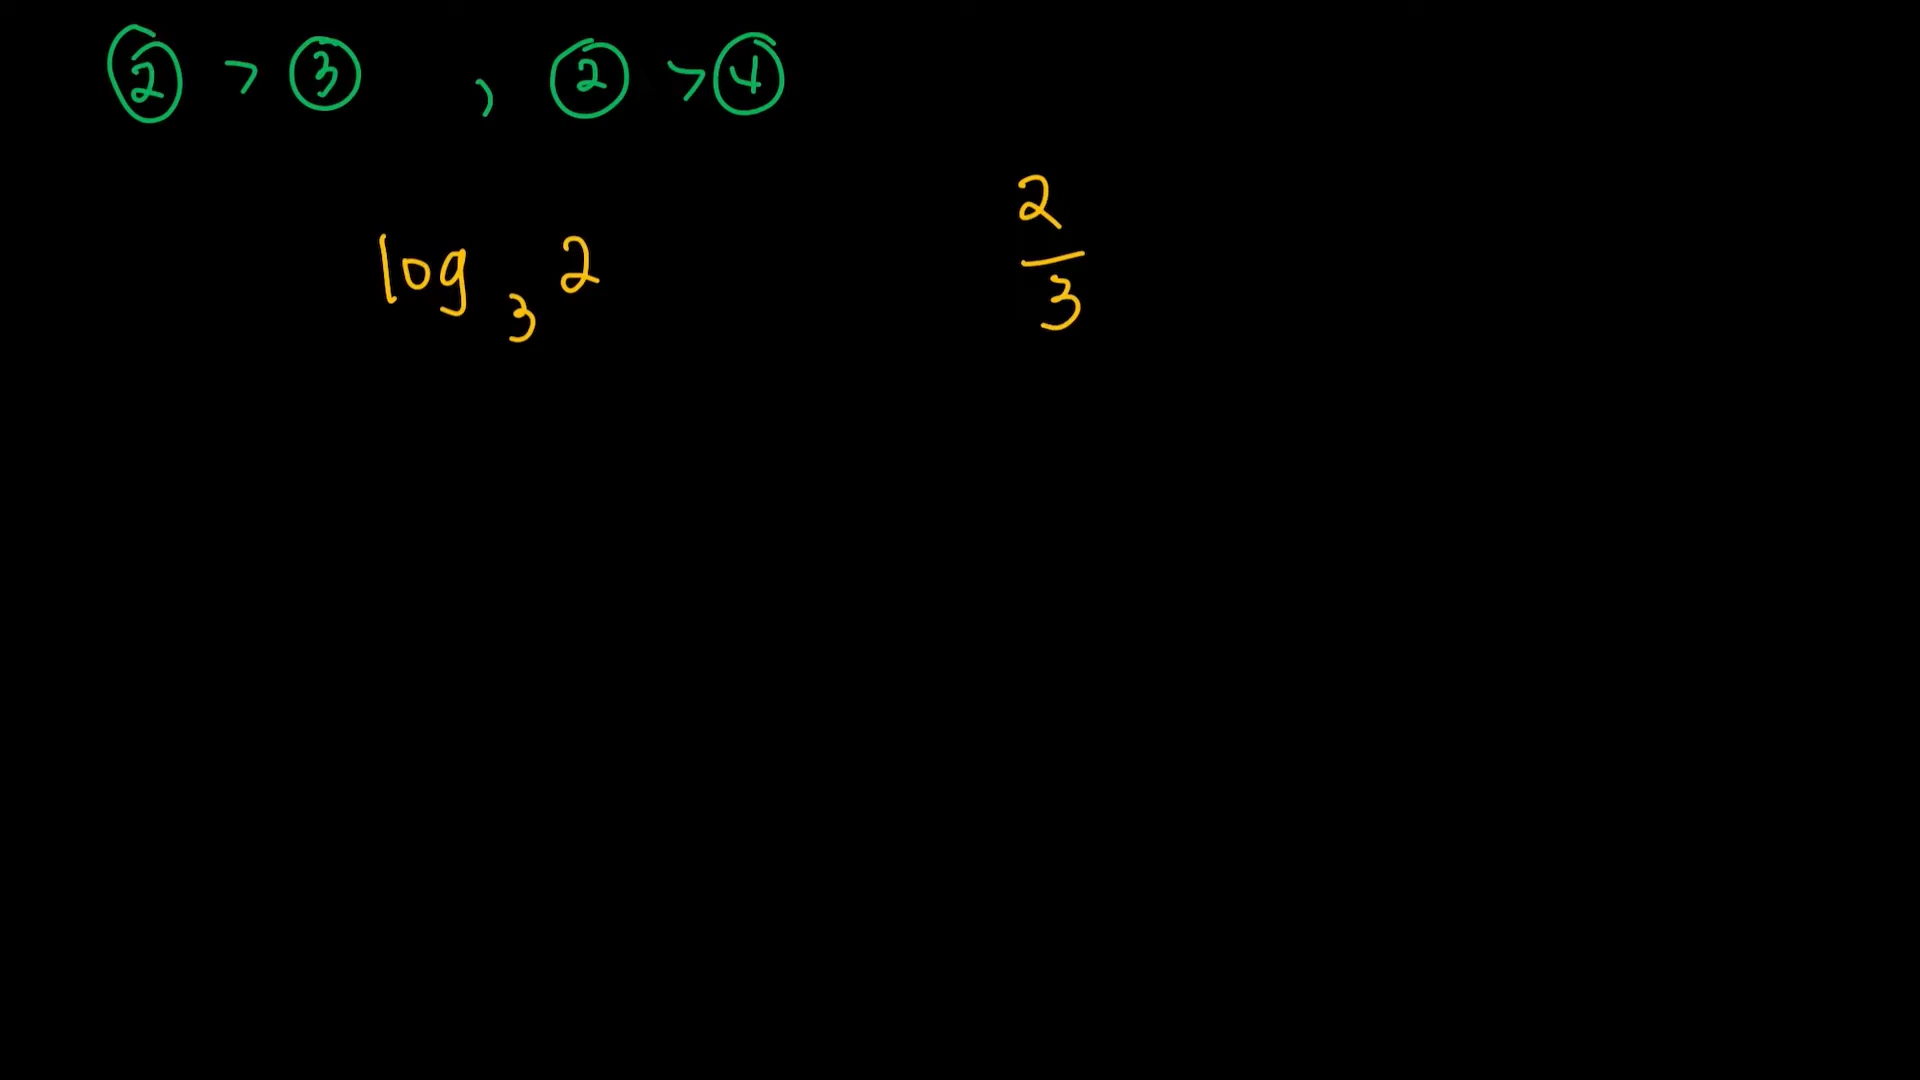 ② > ③ , ② > ④
log₃ 2 2/3